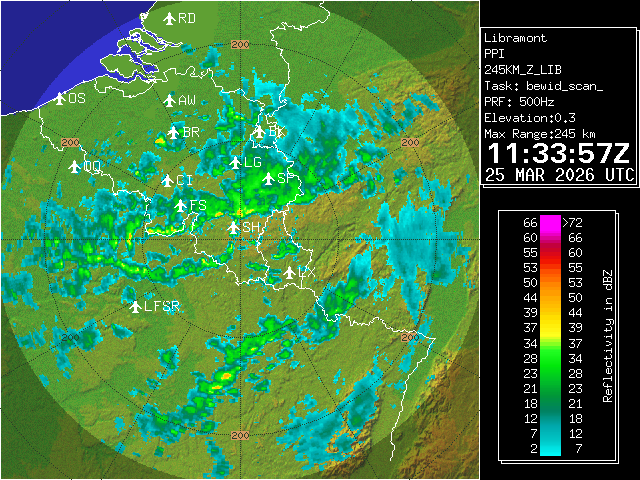 RD
200
OS
AW
BR
BK
200
200
OO
LG
CI
SP
FS
SH
LX
LFSR
200
200
200
Libramont
PPI
245KM_Z_LIB
Task: bewid_scan_
PRF: 500Hz
Elevation:0.3
Max Range:245 km
11:33:57Z
25 MAR 2026 UTC
66 >72
60 66
55 60
53 55
50 53
44 50
39 44
37 39
34 37
28 34
23 28
21 23
18 21
12 18
7 12
2 7
Reflectivity in dBZ